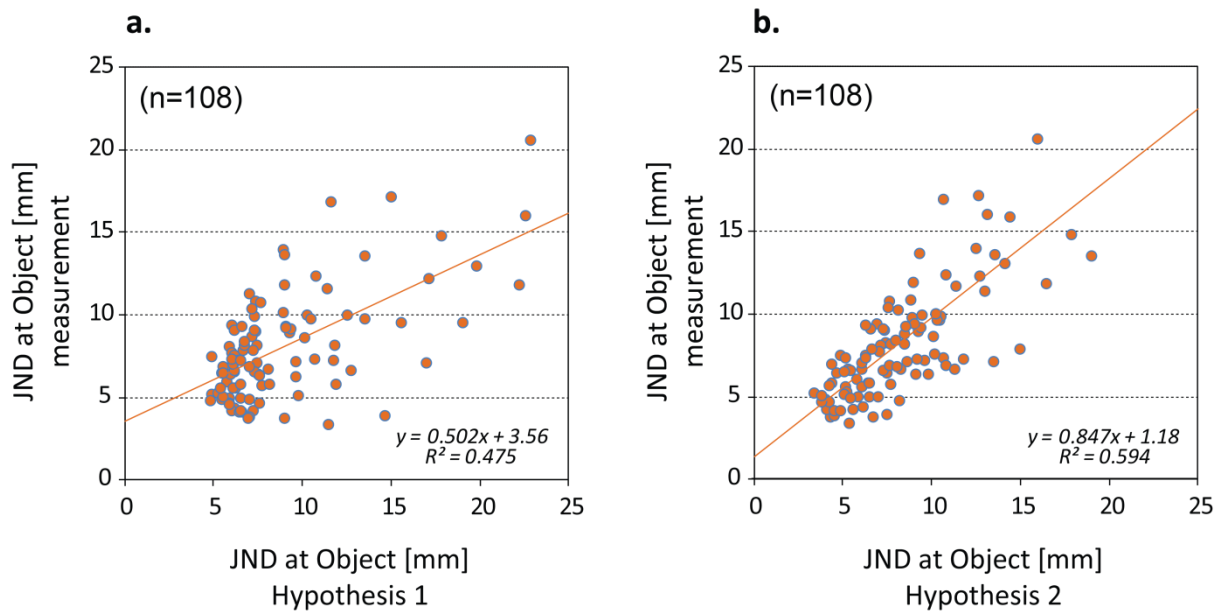 a.
25
20
15
10
5
0
(n=108)
JND at Object [mm]
measurement
y = 0.502x + 3.56
R² = 0.475
0 5 10 15 20 25
JND at Object [mm]
Hypothesis 1
b.
25
20
15
10
5
0
(n=108)
JND at Object [mm]
measurement
y = 0.847x + 1.18
R² = 0.594
0 5 10 15 20 25
JND at Object [mm]
Hypothesis 2